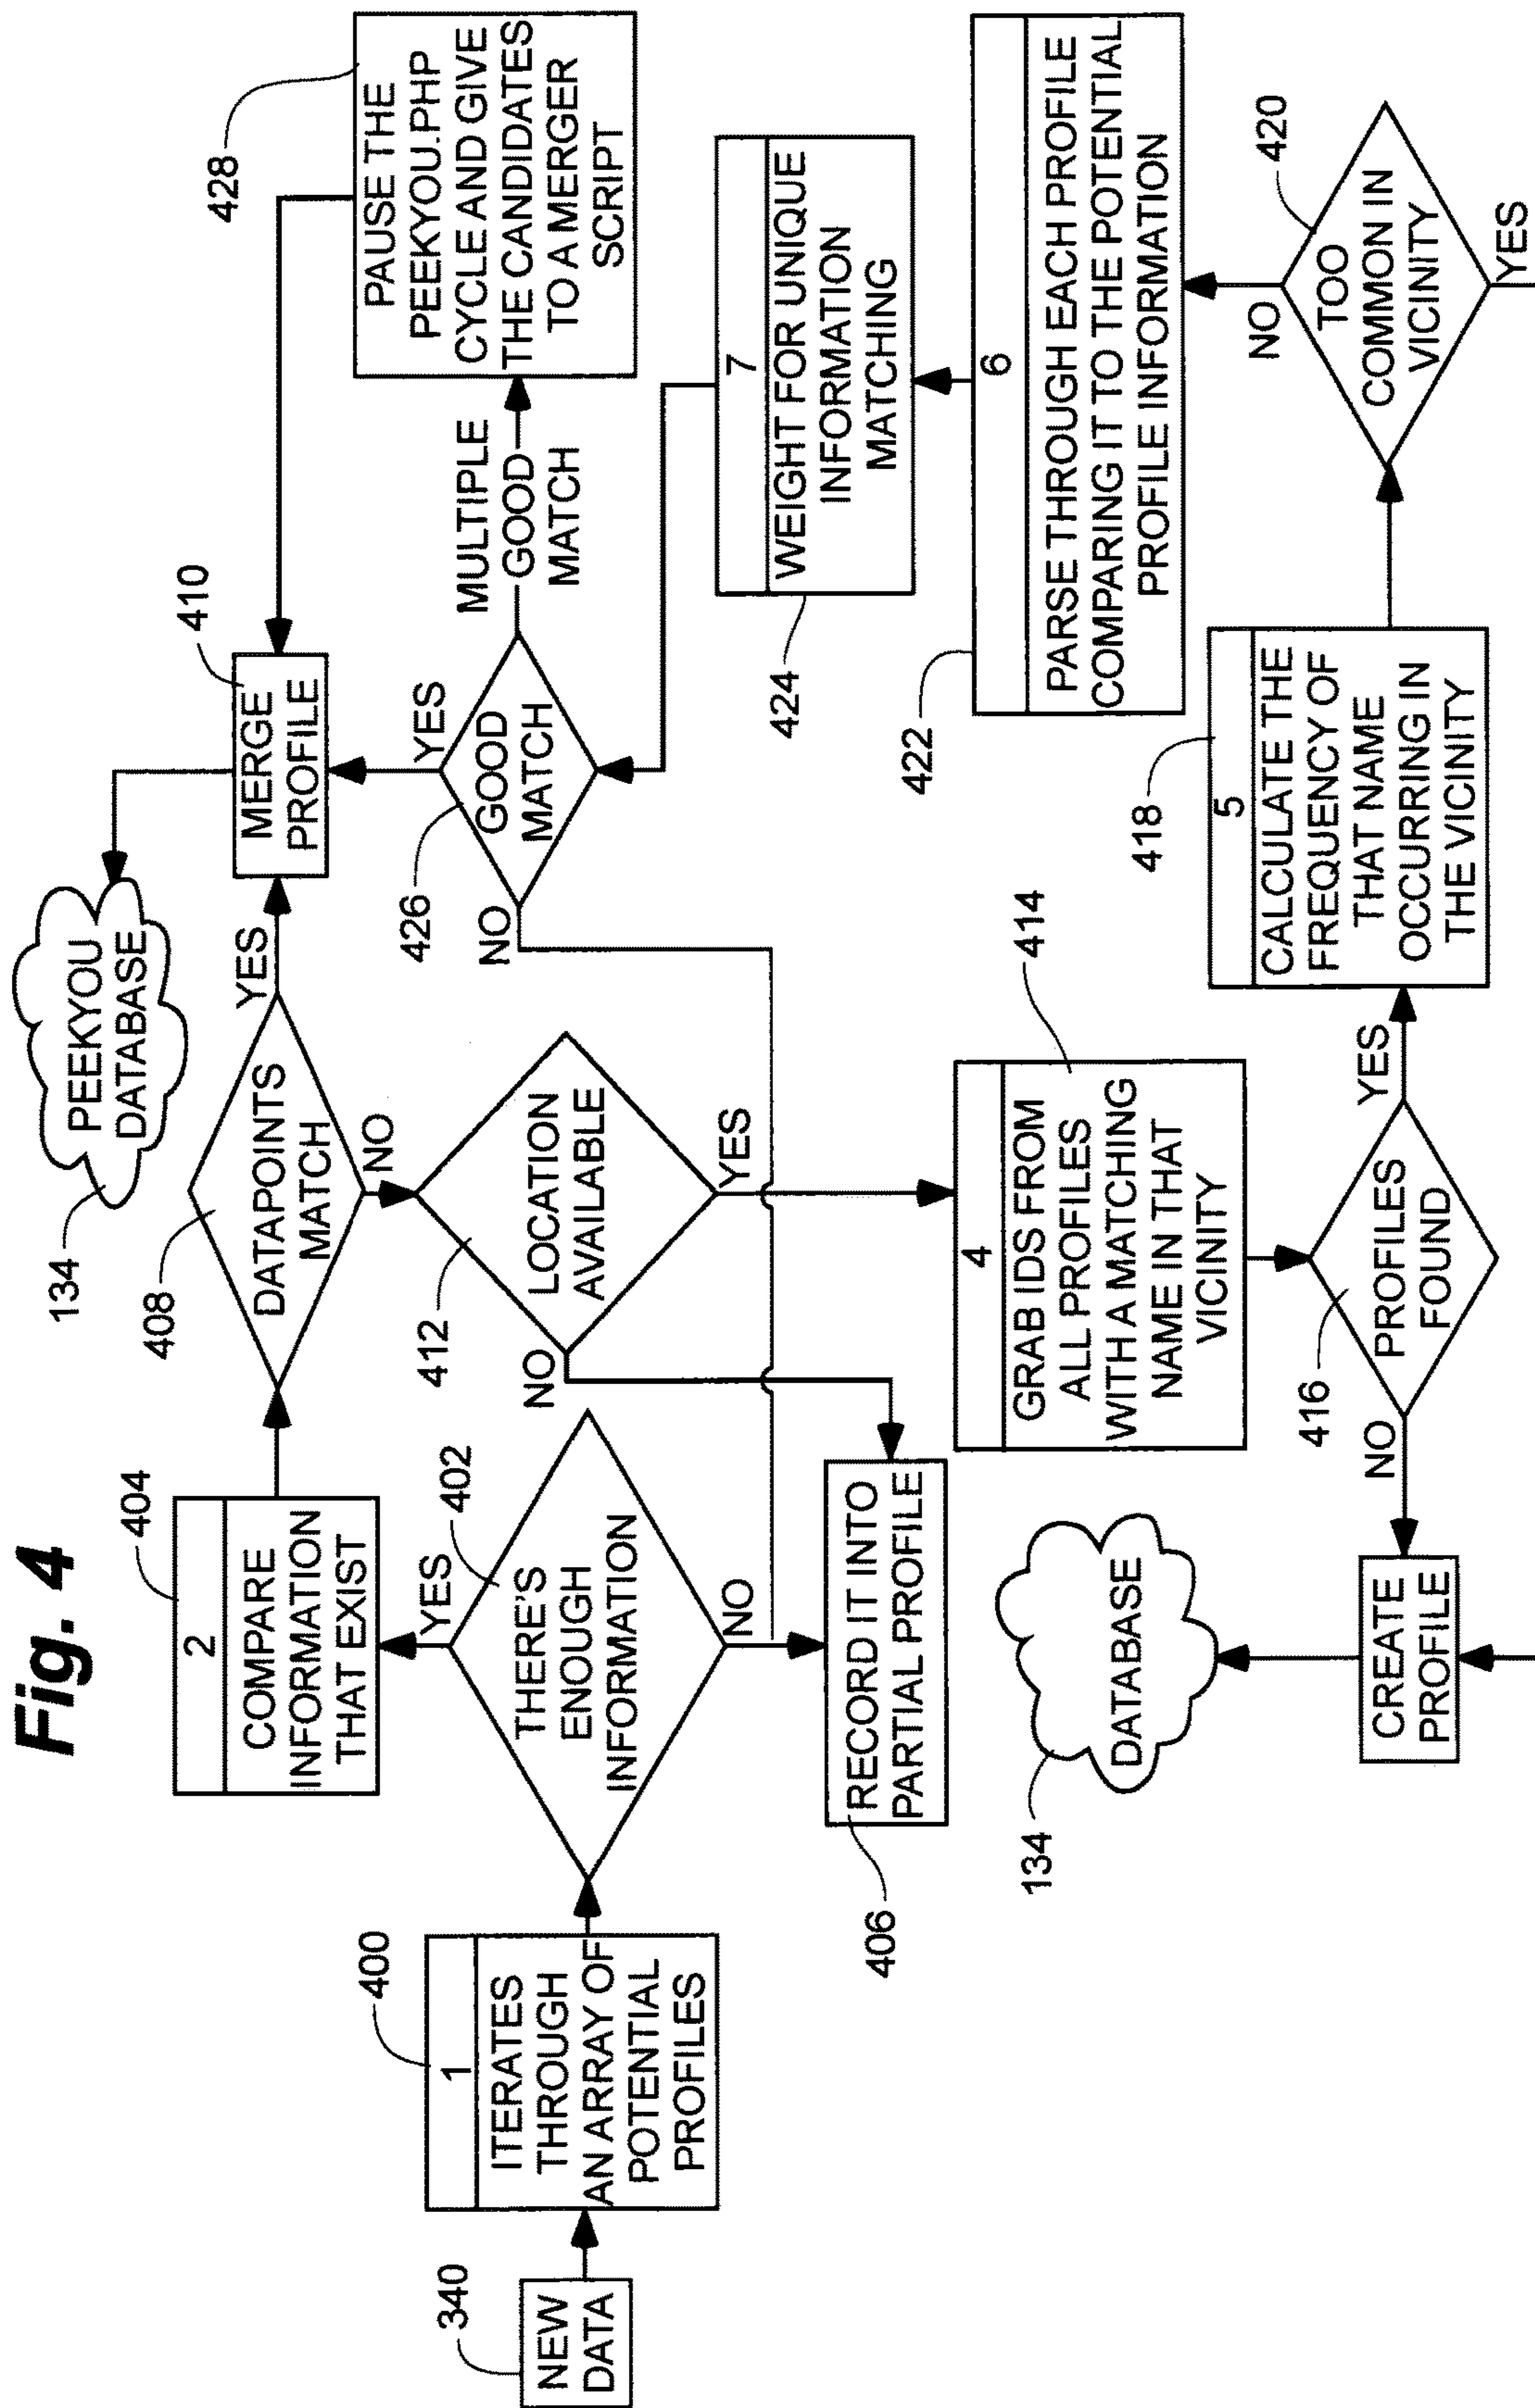 Fig. 4
340
NEW
DATA
400
1
ITERATES
THROUGH
AN ARRAY OF
POTENTIAL
PROFILES
402
THERE'S
ENOUGH
INFORMATION
YES
NO
404
2
COMPARE
INFORMATION
THAT EXIST
406
RECORD IT INTO
PARTIAL PROFILE
408
DATAPOINTS
MATCH
YES
NO
134
PEEKYOU
DATABASE
410
MERGE
PROFILE
412
LOCATION
AVAILABLE
NO
YES
414
4
GRAB IDS FROM
ALL PROFILES
WITH A MATCHING
NAME IN THAT
VICINITY
416
PROFILES
FOUND
NO
YES
CREATE
PROFILE
134
DATABASE
418
5
CALCULATE THE
FREQUENCY OF
THAT NAME
OCCURRING IN
THE VICINITY
420
TOO
COMMON IN
VICINITY
NO
YES
422
6
PARSE THROUGH EACH PROFILE
COMPARING IT TO THE POTENTIAL
PROFILE INFORMATION
424
7
WEIGHT FOR UNIQUE
INFORMATION
MATCHING
426
GOOD
MATCH
YES
NO
MULTIPLE
GOOD
MATCH
428
PAUSE THE
PEEKYOU.PHP
CYCLE AND GIVE
THE CANDIDATES
TO A MERGER
SCRIPT